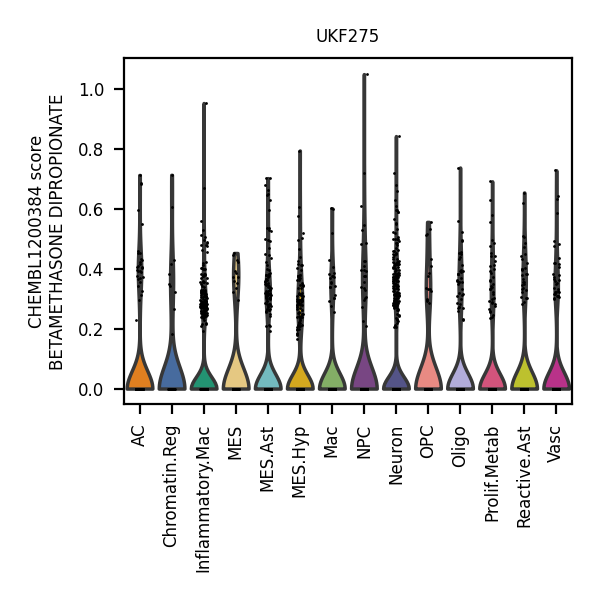 UKF275
CHEMBL1200384 score
BETAMETHASONE DIPROPIONATE
1.0
0.8
0.6
0.4
0.2
0.0
AC
Chromatin.Reg
Inflammatory.Mac
MES
MES.Ast
MES.Hyp
Mac
NPC
Neuron
OPC
Oligo
Prolif.Metab
Reactive.Ast
Vasc